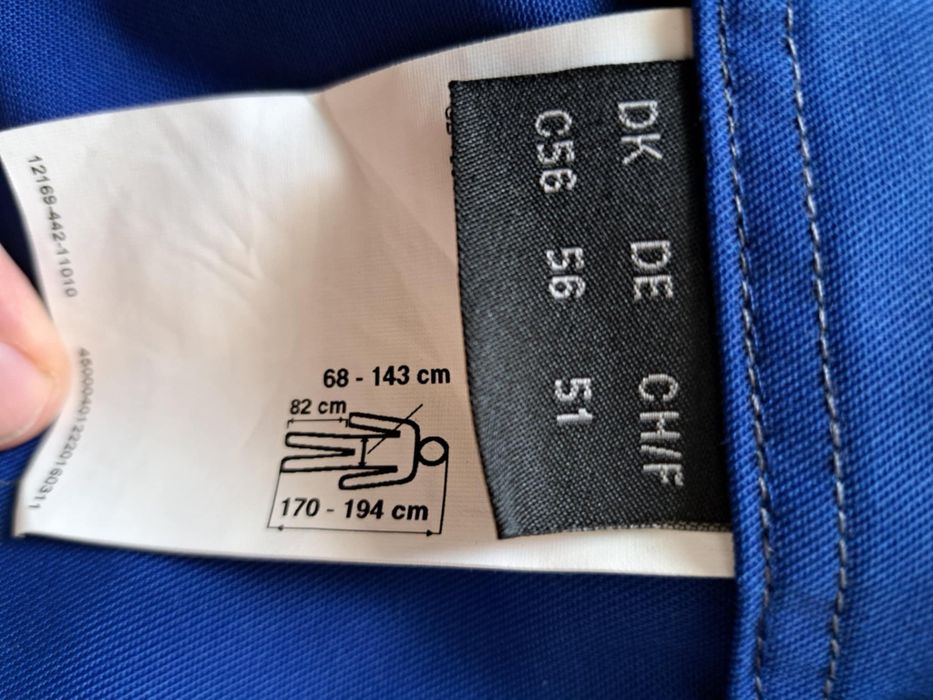 DK DE CH/F
C56 56 51
68 - 143 cm
82 cm
170 - 194 cm
12169-442-11010